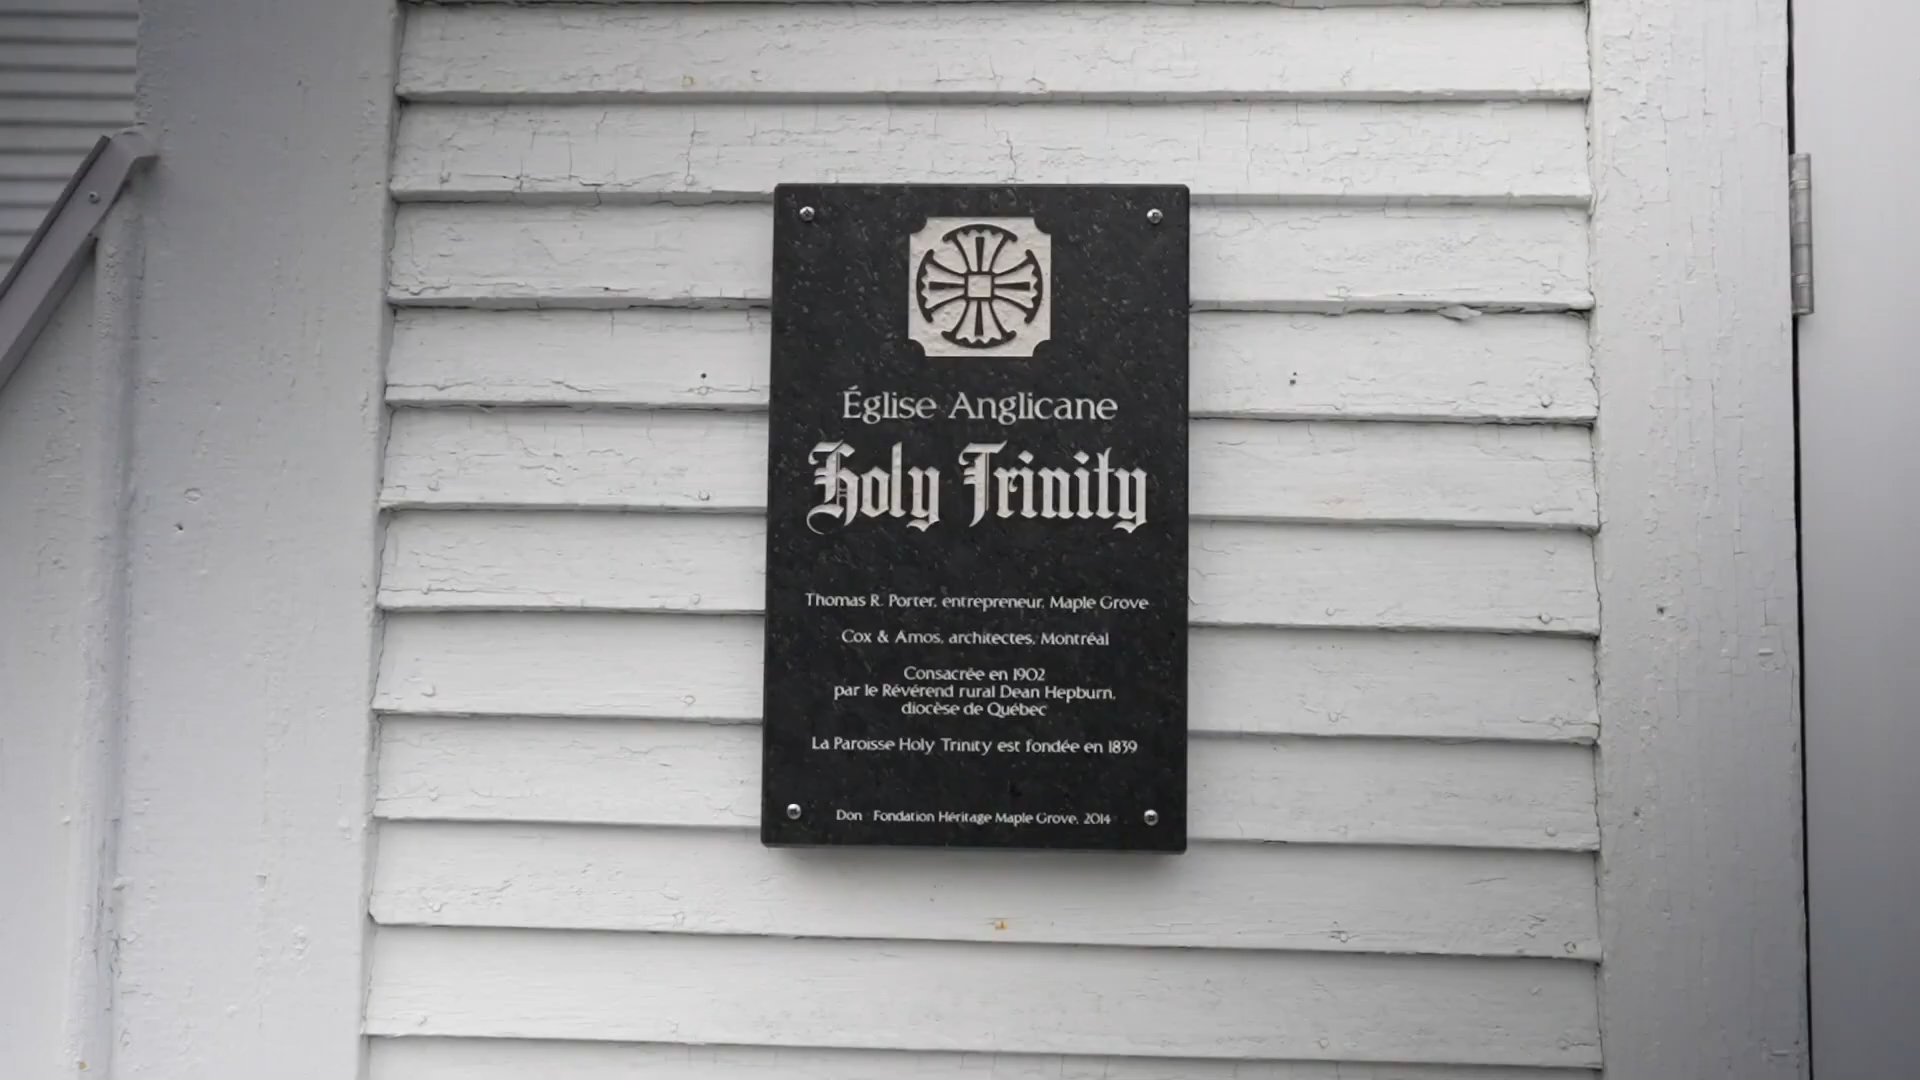 Église Anglicane
Holy Trinity
Thomas R. Porter, entrepreneur, Maple Grove
Cox & Amos, architectes, Montréal
Consacrée en 1902
par le Révérend rural Dean Hepburn,
diocèse de Québec
La Paroisse Holy Trinity est fondée en 1839
Don : Fondation Héritage Maple Grove, 2014